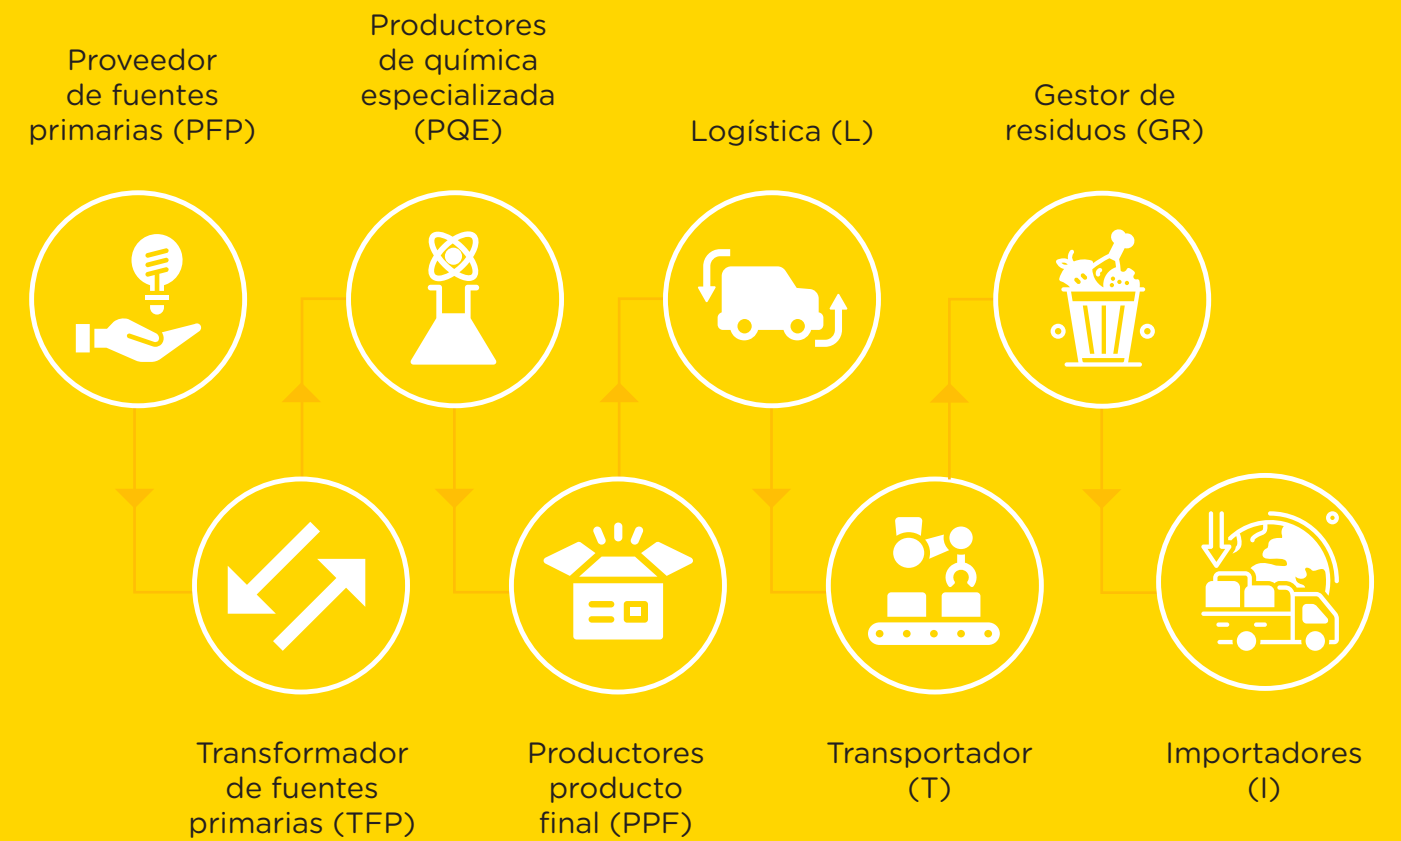 Proveedor
de fuentes
primarias (PFP)
Transformador
de fuentes
primarias (TFP)
Productores
de química
especializada
(PQE)
Productores
producto
final (PPF)
Logística (L)
Transportador
(T)
Gestor de
residuos (GR)
Importadores
(I)